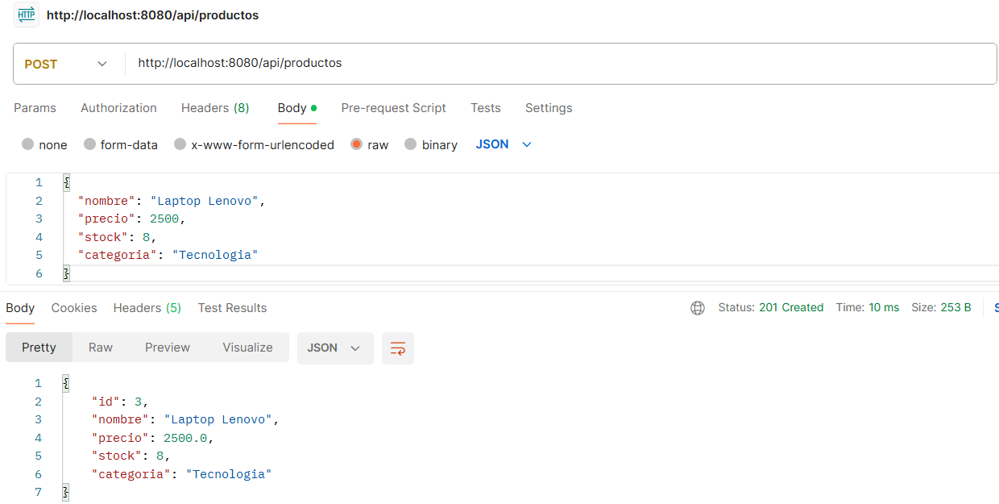 HTTP http://localhost:8080/api/productos
POST http://localhost:8080/api/productos
Params Authorization Headers (8) Body Pre-request Script Tests Settings
none form-data x-www-form-urlencoded raw binary JSON
1 {
2 "nombre": "Laptop Lenovo",
3 "precio": 2500,
4 "stock": 8,
5 "categoria": "Tecnologia"
6 }
Body Cookies Headers (5) Test Results Status: 201 Created Time: 10 ms Size: 253 B
Pretty Raw Preview Visualize JSON
1 {
2 "id": 3,
3 "nombre": "Laptop Lenovo",
4 "precio": 2500.0,
5 "stock": 8,
6 "categoria": "Tecnologia"
7 }